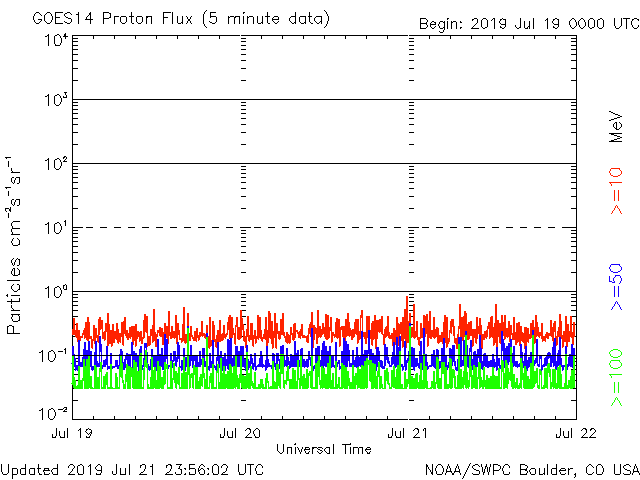 GOES14 Proton Flux (5 minute data)
Begin: 2019 Jul 19 0000 UTC
10⁴
10³
10²
10¹
10⁰
10⁻¹
10⁻²
Particles cm⁻²s⁻¹sr⁻¹
MeV
>=10
>=50
>=100
Jul 19
Jul 20
Jul 21
Jul 22
Universal Time
Updated 2019 Jul 21 23:56:02 UTC
NOAA/SWPC Boulder, CO USA